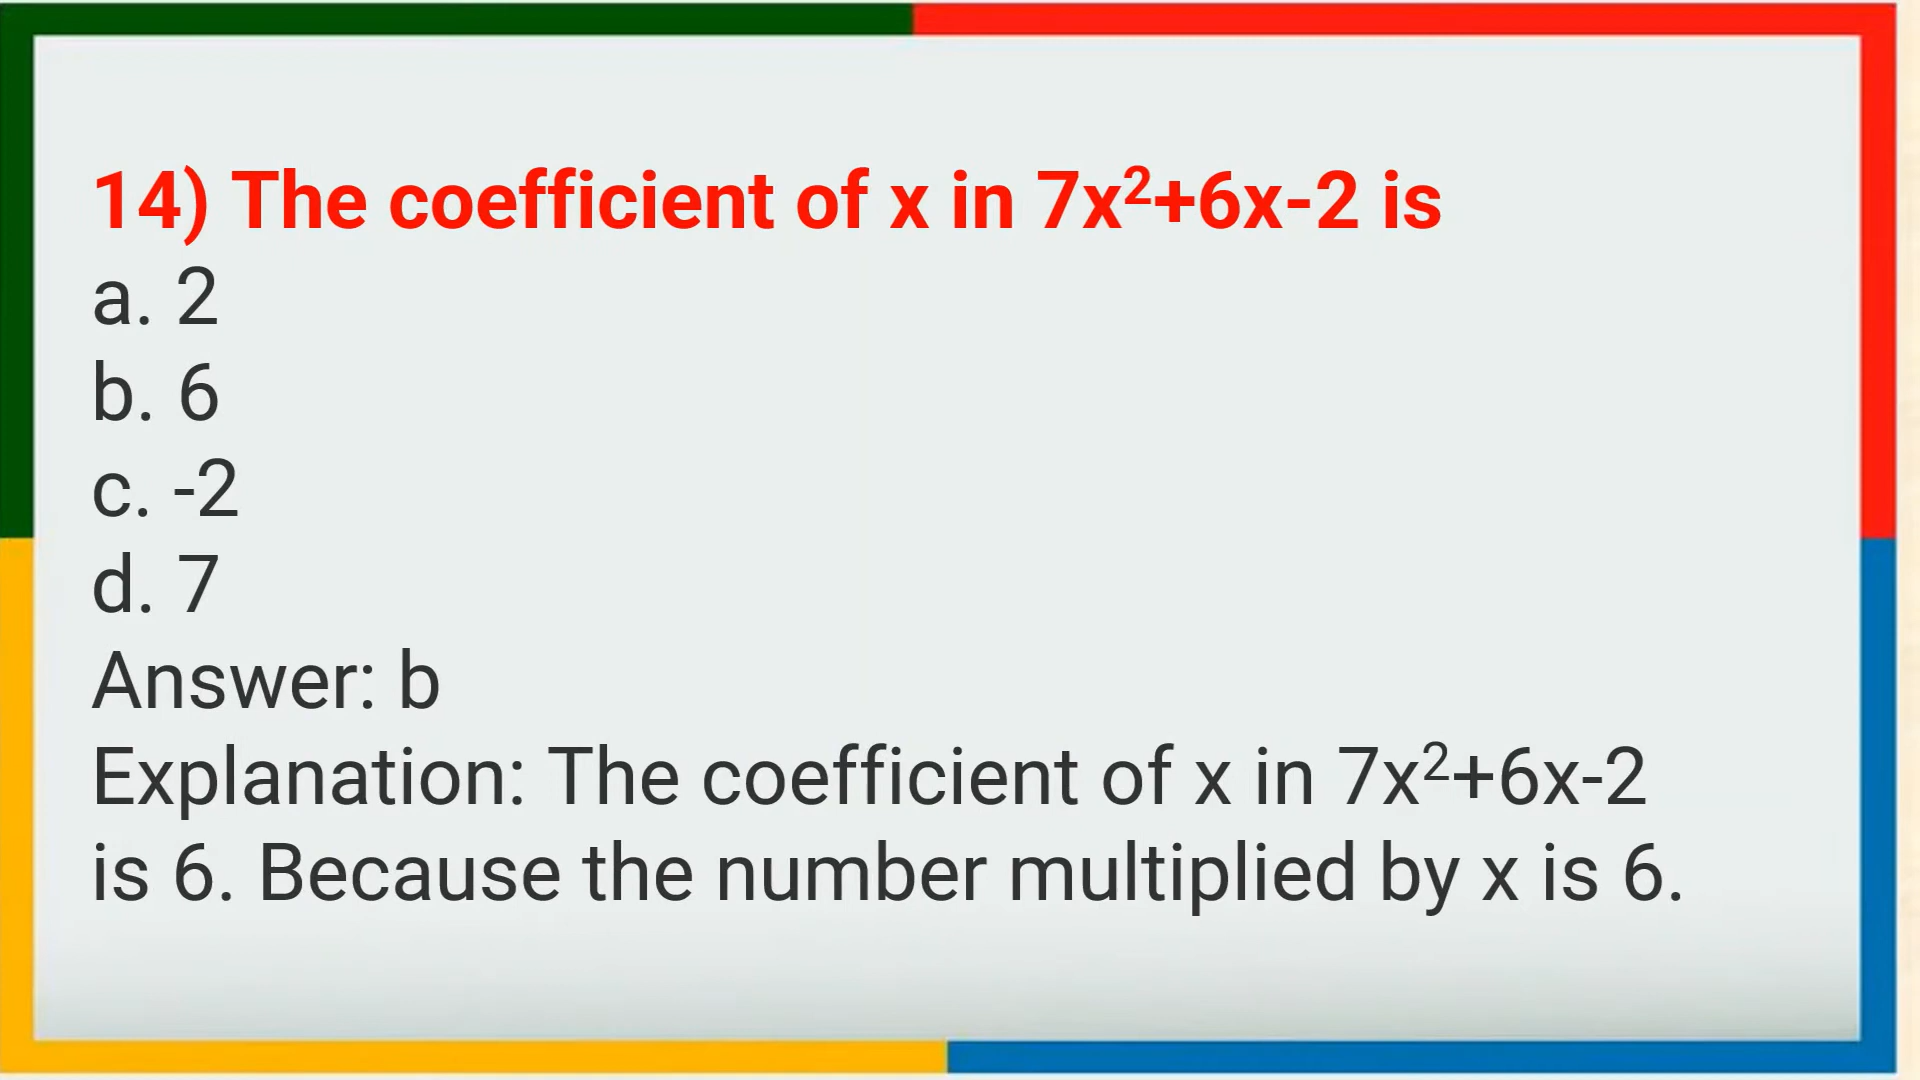 14) The coefficient of x in 7x²+6x-2 is
a. 2
b. 6
c. -2
d. 7
Answer: b
Explanation: The coefficient of x in 7x²+6x-2
is 6. Because the number multiplied by x is 6.